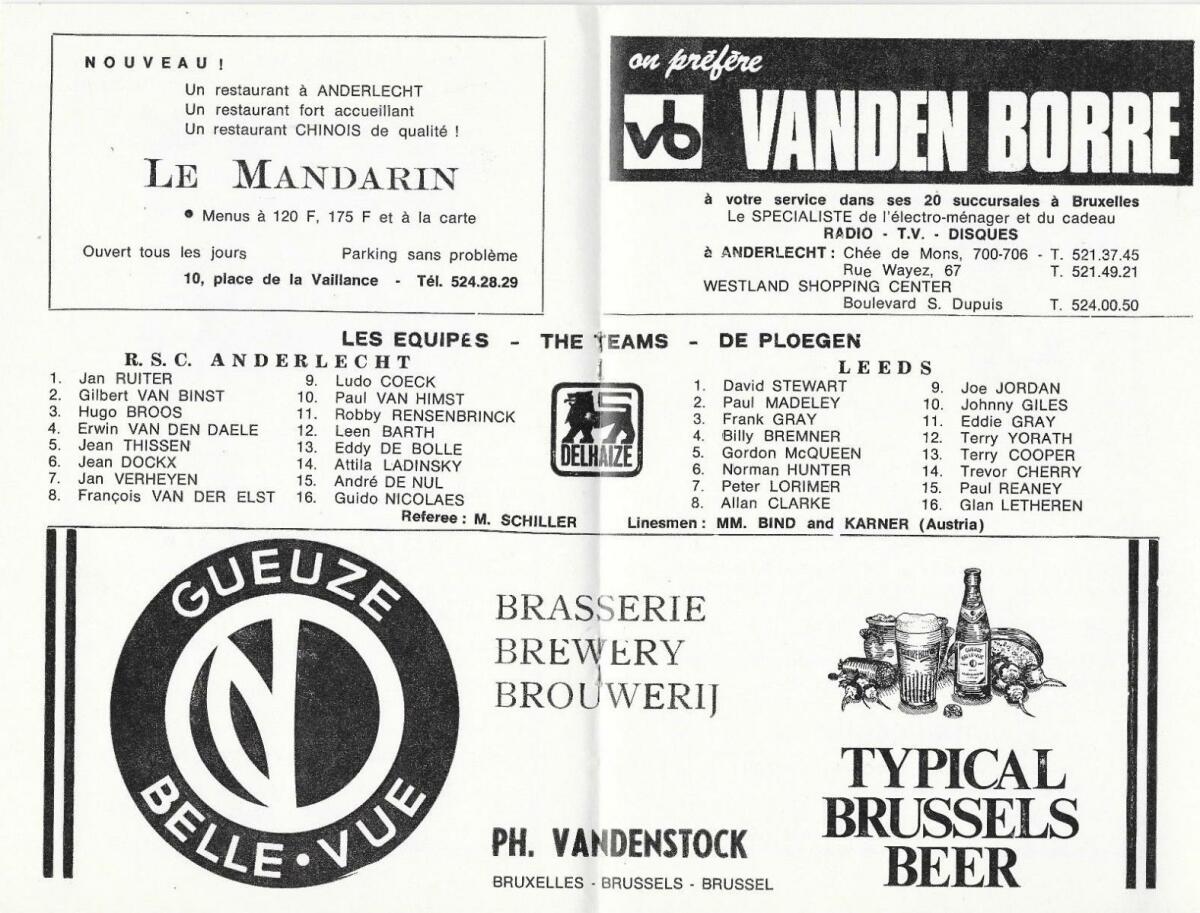 NOUVEAU!
Un restaurant à ANDERLECHT
Un restaurant fort accueillant
Un restaurant CHINOIS de qualité !
LE MANDARIN
• Menus à 120 F, 175 F et à la carte
Ouvert tous les jours Parking sans problème
10, place de la Vaillance - Tél. 524.28.29
on préfère
vb VANDEN BORRE
à votre service dans ses 20 succursales à Bruxelles
Le SPECIALISTE de l'électro-ménager et du cadeau
RADIO - T.V. - DISQUES
à ANDERLECHT : Chée de Mons, 700-706 - T. 521.37.45
Rue Wayez, 67 T. 521.49.21
WESTLAND SHOPPING CENTER
Boulevard S. Dupuis T. 524.00.50
LES EQUIPES - THE TEAMS - DE PLOEGEN
R. S. C. ANDERLECHT
1. Jan RUITER
2. Gilbert VAN BINST
3. Hugo BROOS
4. Erwin VAN DEN DAELE
5. Jean THISSEN
6. Jean DOCKX
7. Jan VERHEYEN
8. François VAN DER ELST
9. Ludo COECK
10. Paul VAN HIMST
11. Robby RENSENBRINCK
12. Leen BARTH
13. Eddy DE BOLLE
14. Attila LADINSKY
15. André DE NUL
16. Guido NICOLAES
DELHAIZE
LEEDS
1. David STEWART
2. Paul MADELEY
3. Frank GRAY
4. Billy BREMNER
5. Gordon McQUEEN
6. Norman HUNTER
7. Peter LORIMER
8. Allan CLARKE
9. Joe JORDAN
10. Johnny GILES
11. Eddie GRAY
12. Terry YORATH
13. Terry COOPER
14. Trevor CHERRY
15. Paul REANEY
16. Glan LETHEREN
Referee : M. SCHILLER Linesmen : MM. BIND and KARNER (Austria)
GUEUZE
BELLE-VUE
BRASSERIE
BREWERY
BROUWERIJ
PH. VANDENSTOCK
BRUXELLES - BRUSSELS - BRUSSEL
GUEUZE
BELLE-VUE
TYPICAL
BRUSSELS
BEER